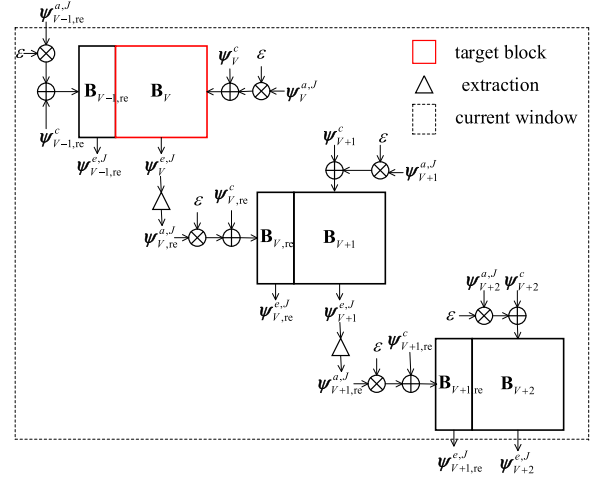 ψ^{a,J}_{V-1,re}
ε
ψ^c_{V-1,re}
B_{V-1,re} B_V
ψ^c_V ε
ψ^{a,J}_V
target block
extraction
current window
ψ^{e,J}_{V-1,re} ψ^{e,J}_V
ψ^{a,J}_{V,re} ε ψ^c_{V,re}
ψ^c_{V+1} ε
ψ^{a,J}_{V+1}
B_{V,re} B_{V+1}
ψ^{e,J}_{V,re} ψ^{e,J}_{V+1}
ψ^{a,J}_{V+1,re} ε ψ^c_{V+1,re}
ψ^{a,J}_{V+2} ψ^c_{V+2}
ε
B_{V+1,re} B_{V+2}
ψ^{e,J}_{V+1,re} ψ^{e,J}_{V+2}